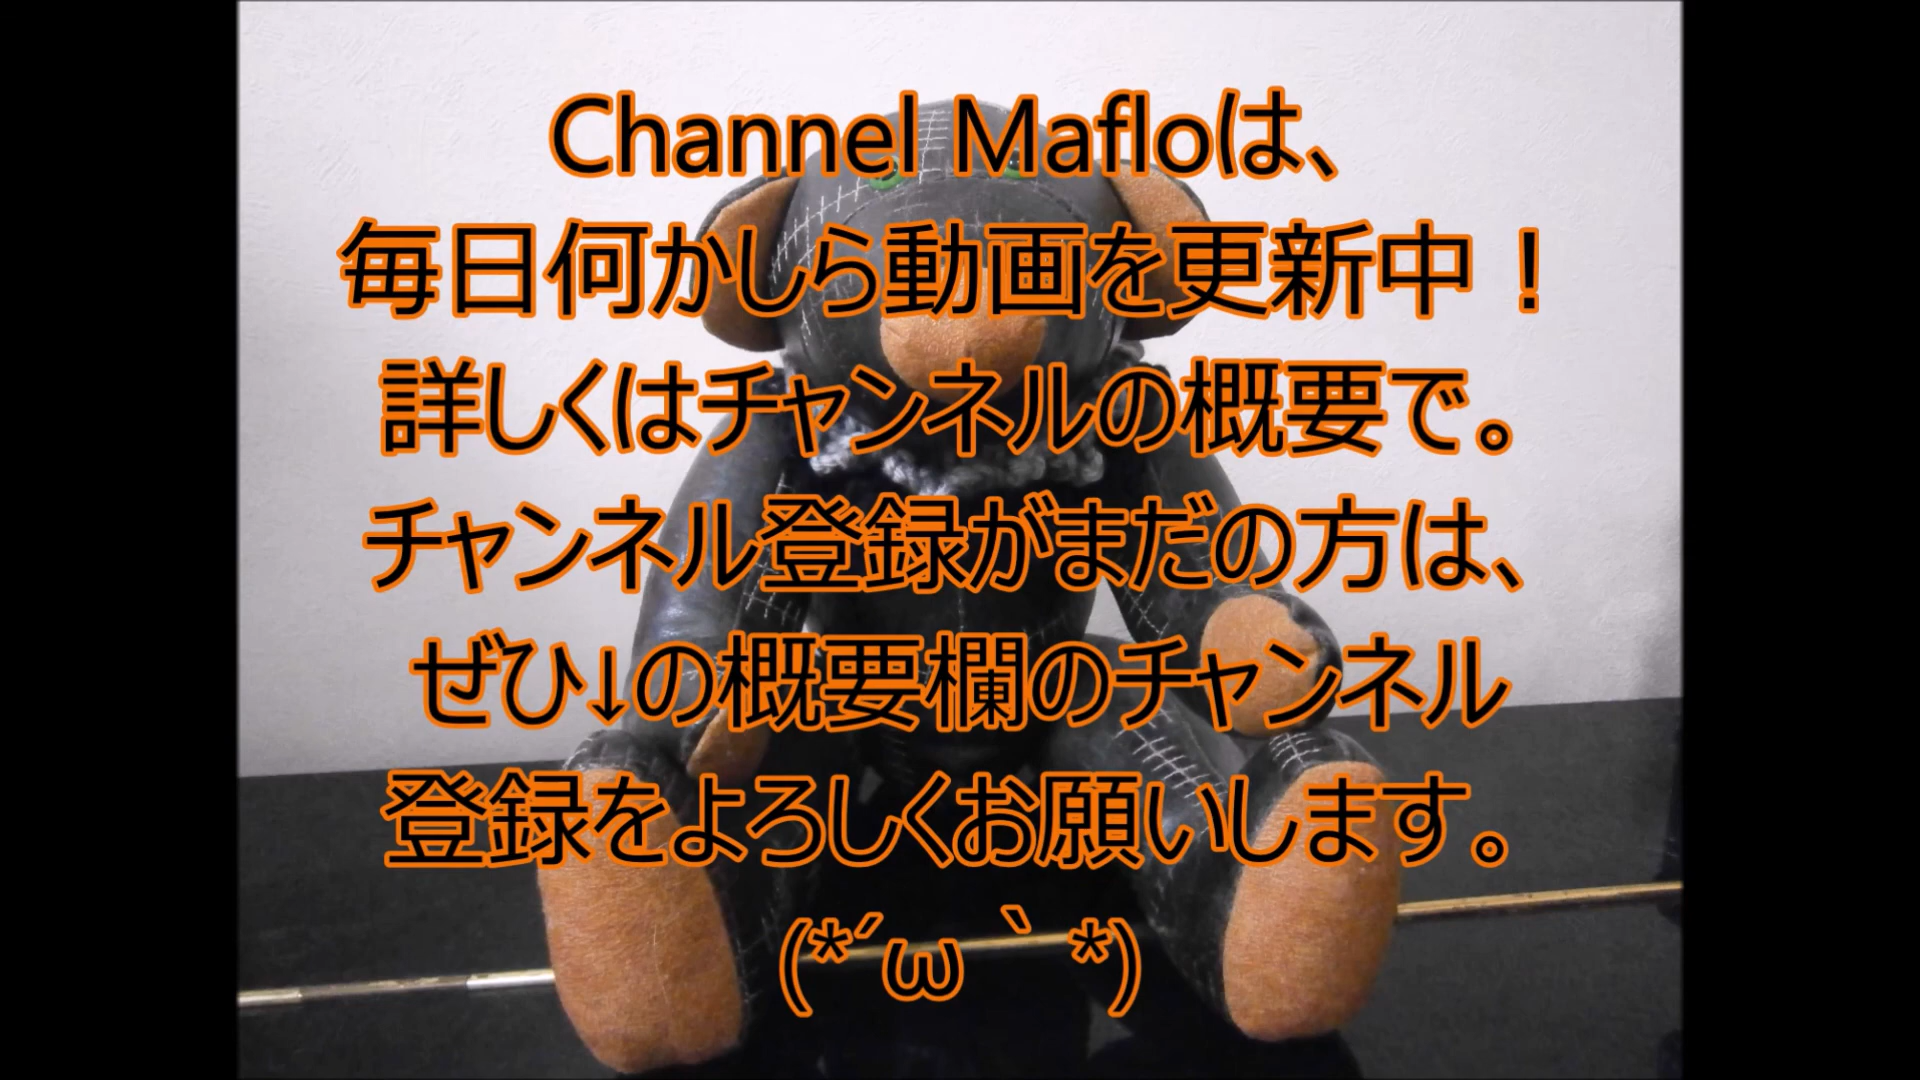 Channel Mafloは、
毎日何かしら動画を更新中！
詳しくはチャンネルの概要で。
チャンネル登録がまだの方は、
ぜひ↓の概要欄のチャンネル
登録をよろしくお願いします。
(*´ω｀*)